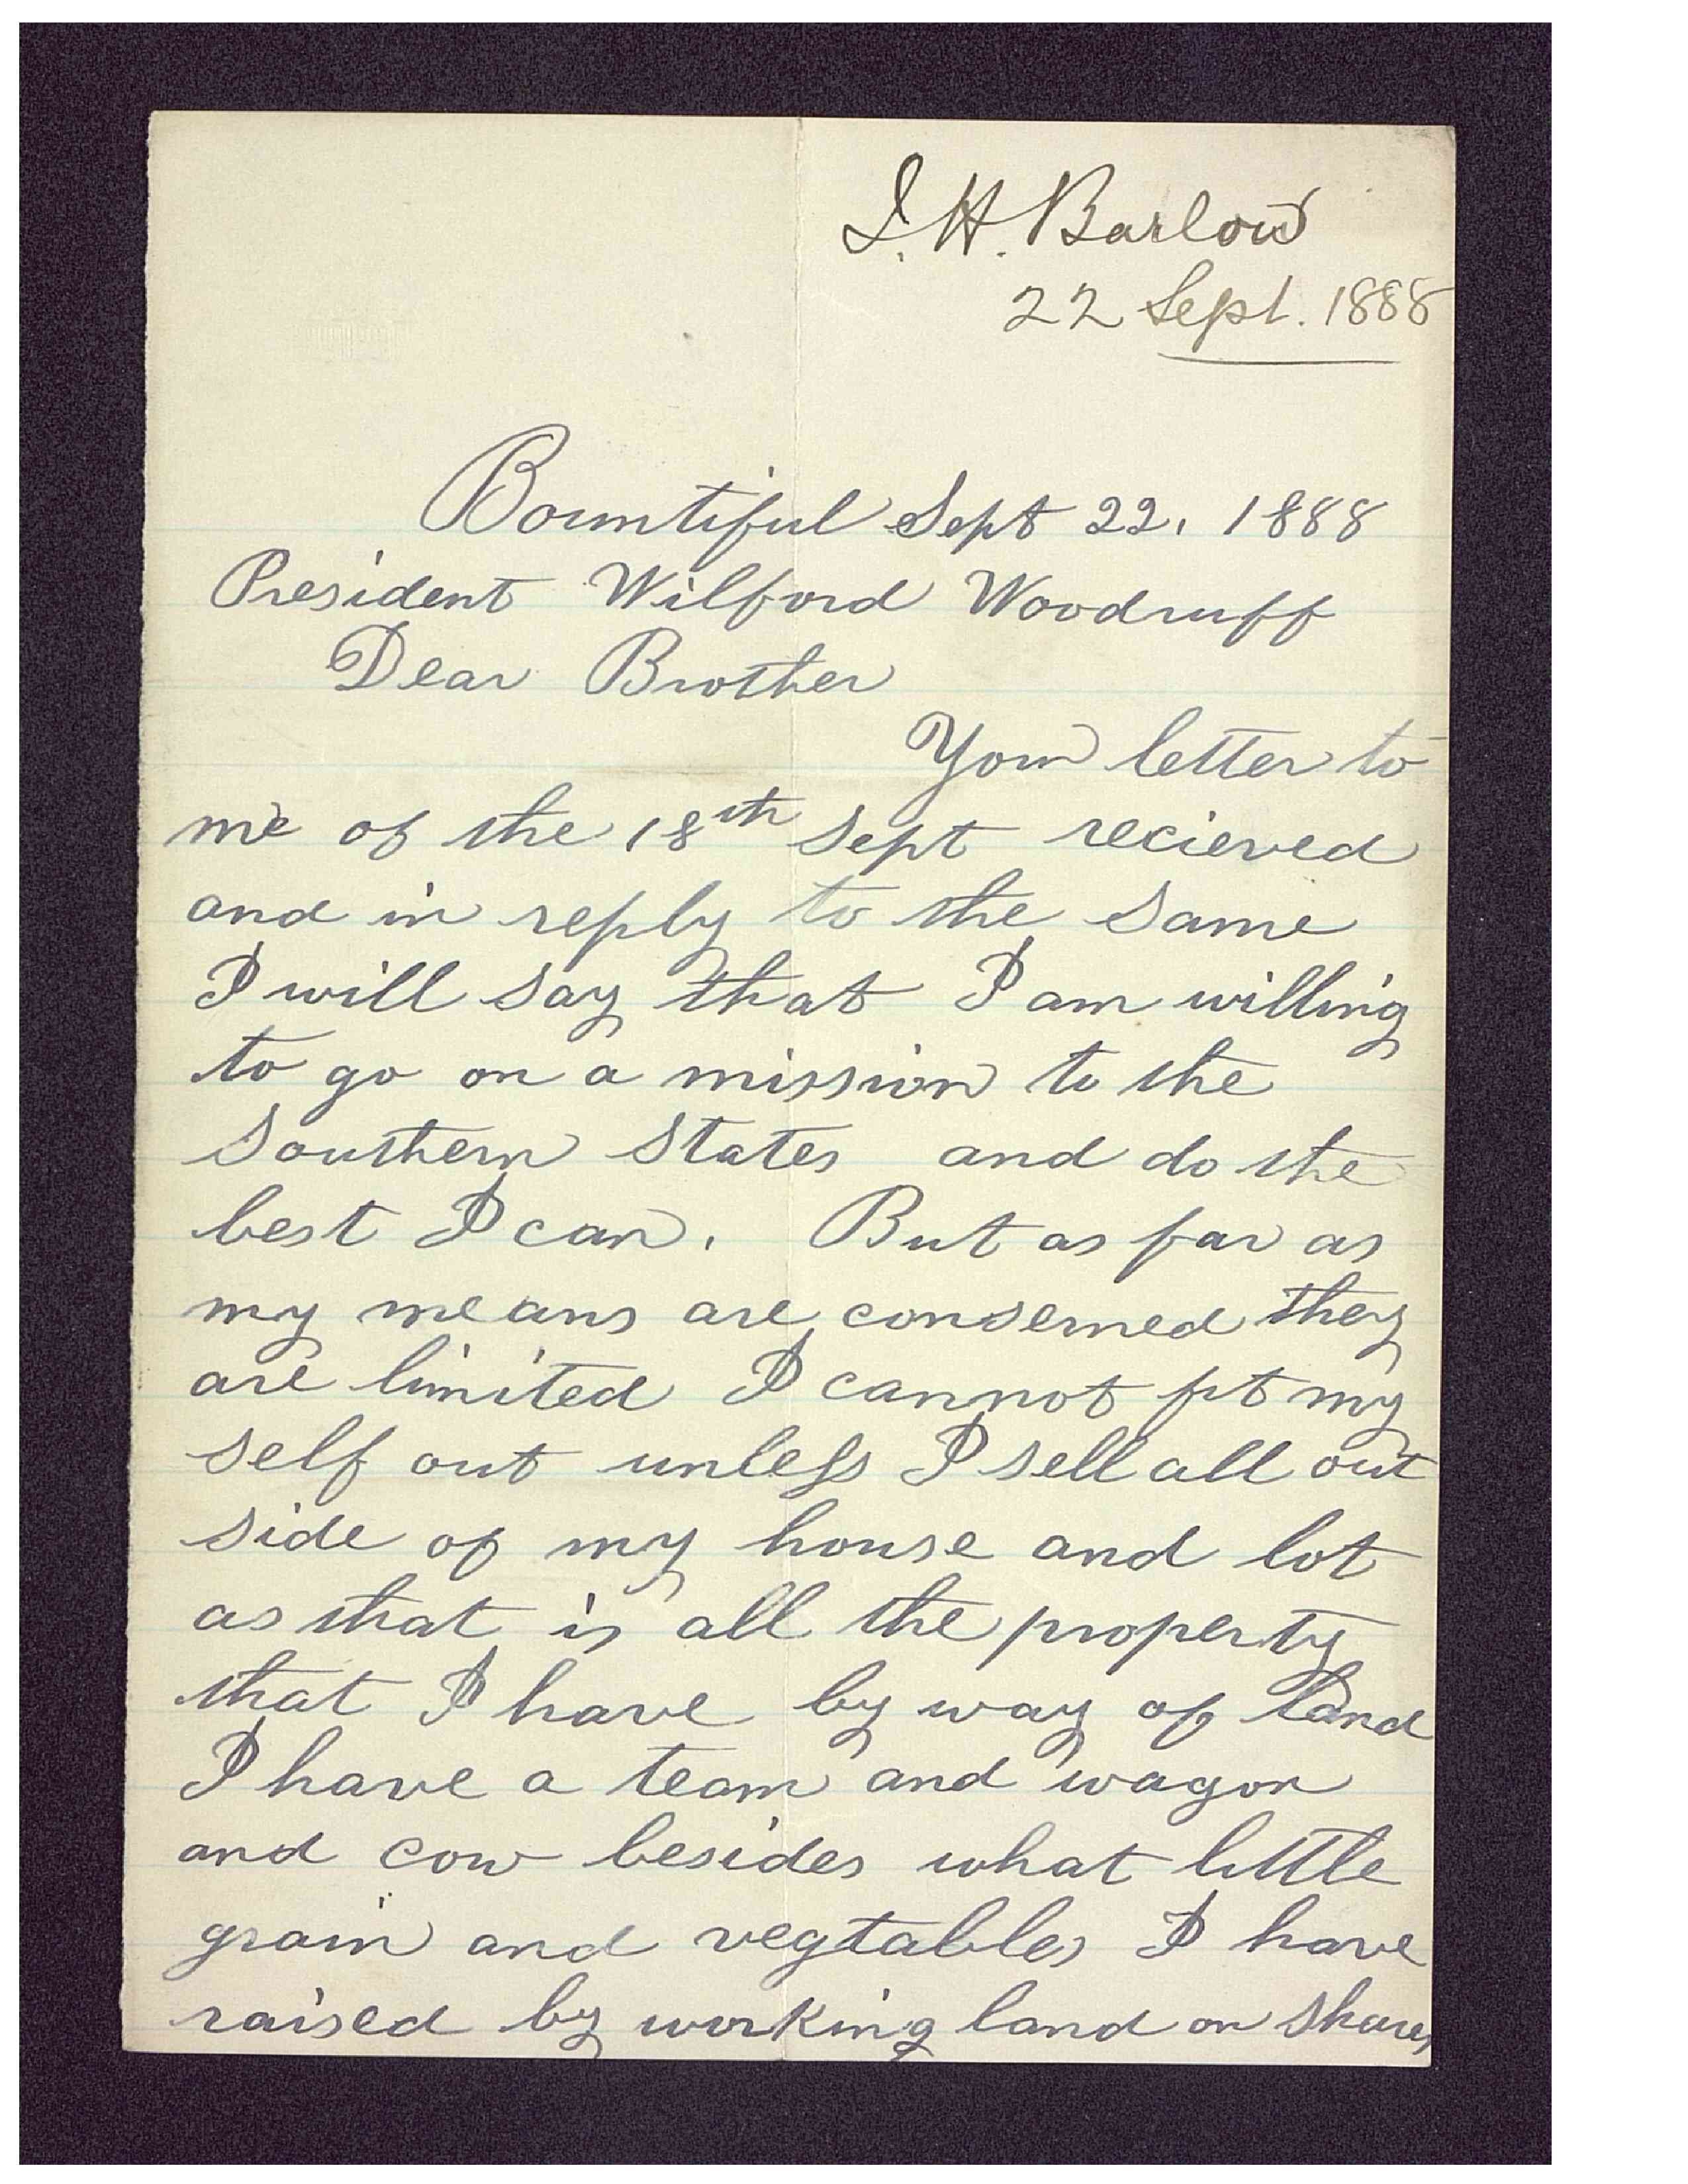 I. H. Barlow
22 Sept. 1888
Bountiful Sept 22, 1888
President Wilford Woodruff
Dear Brother
Your letter to
me of the 18th Sept recieved
and in reply to the same
I will say that I am willing
to go on a mission to the
Southern States and do the
best I can. But as far as
my means are conserned they
are limited I cannot fit my
self out unless I sell all out
side of my house and lot
as that is all the property
that I have by way of land
I have a team and wagon
and cow besides what little
grain and vegtables I have
raised by working land on shares